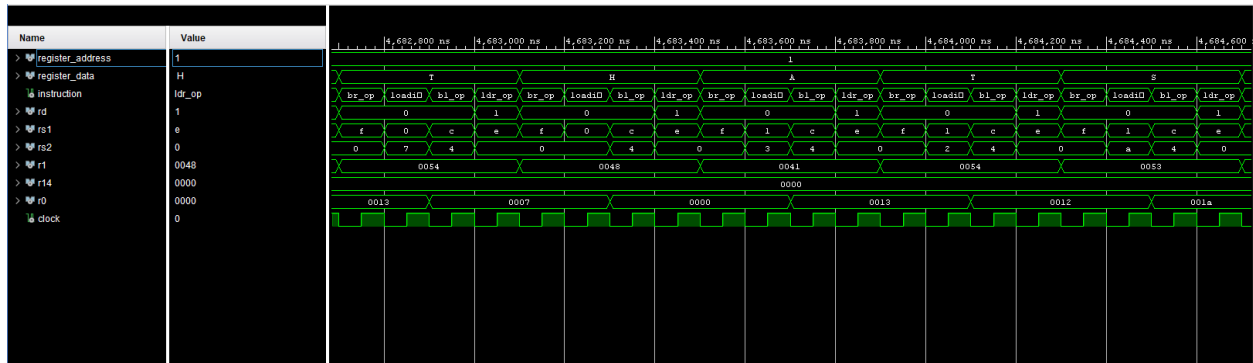 Name Value
4,682,800 ns 4,683,000 ns 4,683,200 ns 4,683,400 ns 4,683,600 ns 4,683,800 ns 4,684,000 ns 4,684,200 ns 4,684,400 ns 4,684,600
register_address 1 1
register_data H T H A T S
instruction ldr_op br_op loadi bl_op ldr_op br_op loadi bl_op ldr_op br_op loadi bl_op ldr_op br_op loadi bl_op ldr_op br_op loadi bl_op ldr_op
rd 1 0 1 0 1 0 1 0 1 0 1
rs1 e f 0 c e f 0 c e f 1 c e f 1 c e f 1 c e
rs2 0 0 7 4 0 4 0 3 4 0 2 4 0 a 4 0
r1 0048 0054 0048 0041 0054 0053
r14 0000 0000
r0 0000 0013 0007 0000 0013 0012 001a
clock 0